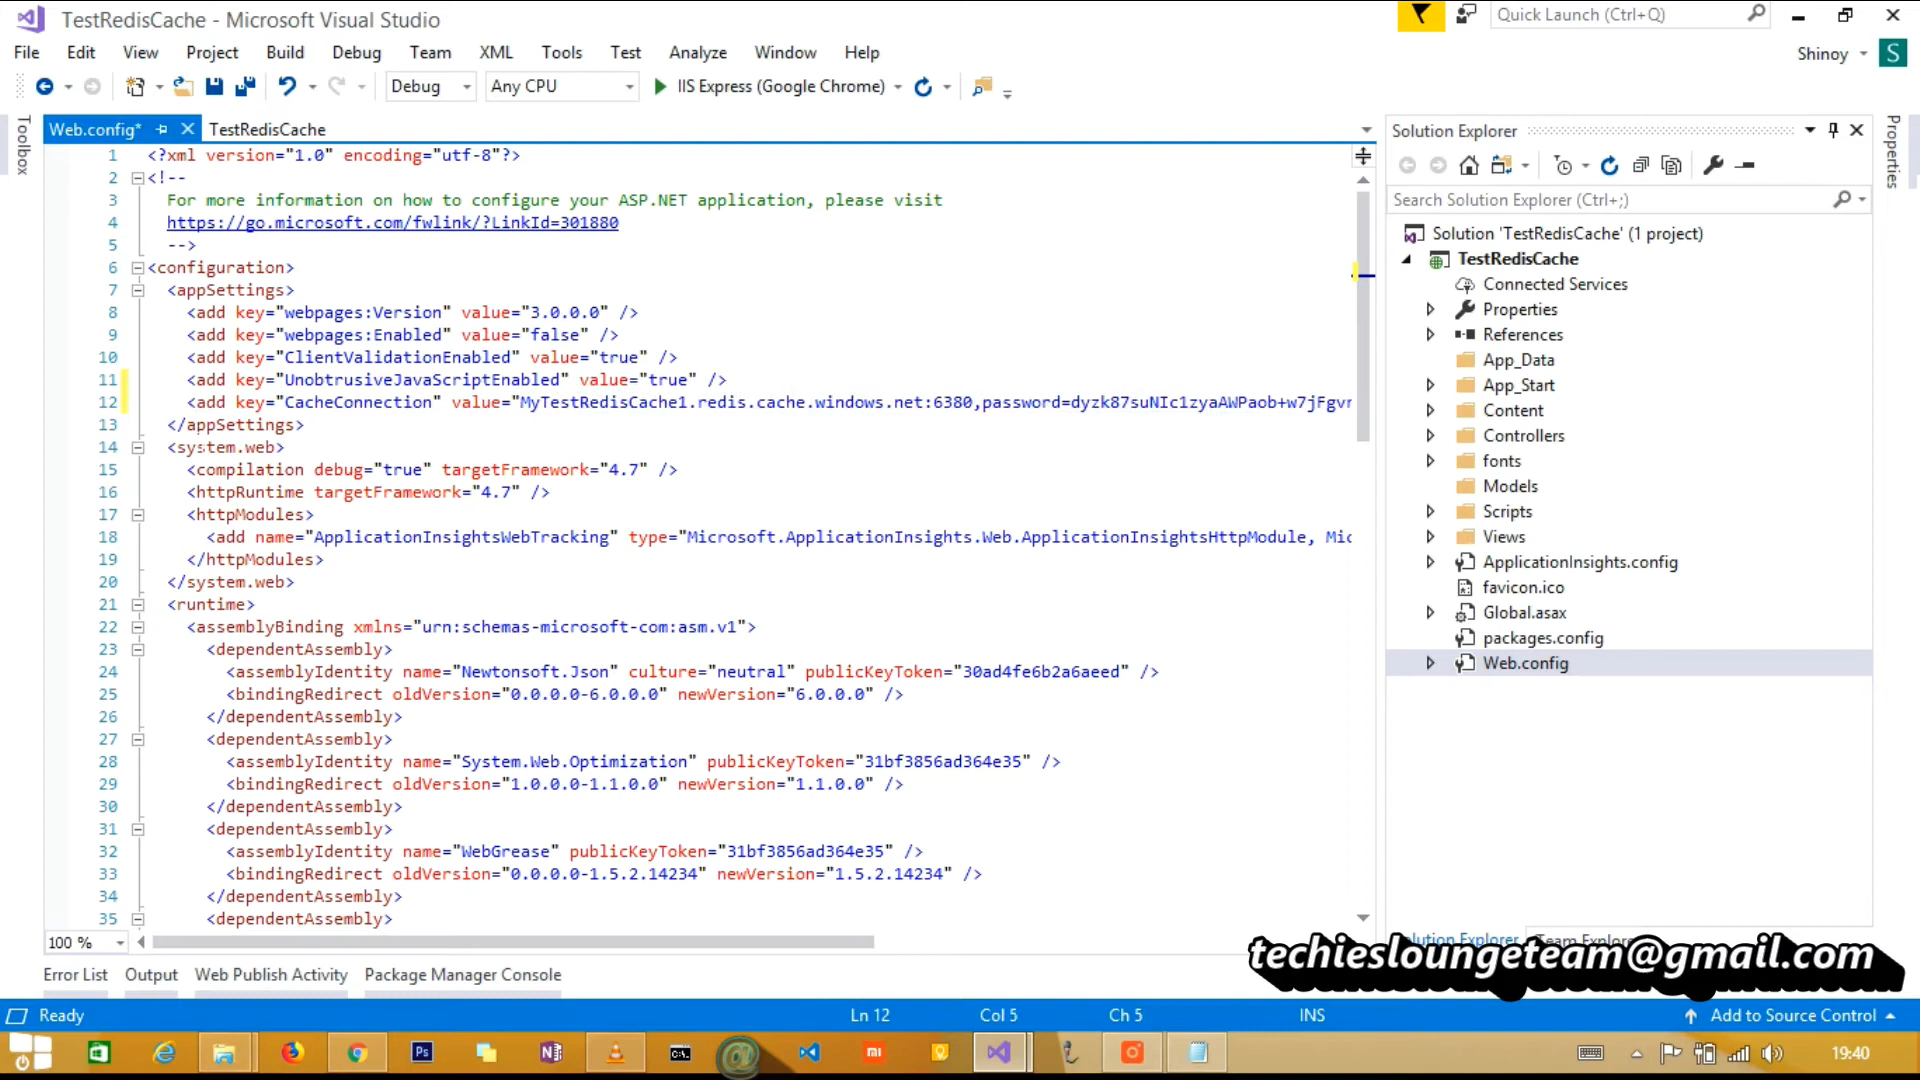 TestRedisCache - Microsoft Visual Studio
Quick Launch (Ctrl+Q)
File Edit View Project Build Debug Team XML Tools Test Analyze Window Help
Shinoy S
Debug Any CPU IIS Express (Google Chrome)
Toolbox
Web.config* TestRedisCache
1 <?xml version="1.0" encoding="utf-8"?>
2 <!--
3 For more information on how to configure your ASP.NET application, please visit
4 https://go.microsoft.com/fwlink/?LinkId=301880
5 -->
6 <configuration>
7 <appSettings>
8 <add key="webpages:Version" value="3.0.0.0" />
9 <add key="webpages:Enabled" value="false" />
10 <add key="ClientValidationEnabled" value="true" />
11 <add key="UnobtrusiveJavaScriptEnabled" value="true" />
12 <add key="CacheConnection" value="MyTestRedisCache1.redis.cache.windows.net:6380,password=dyzk87suNIc1zyaAWPaob+w7jFgvr
13 </appSettings>
14 <system.web>
15 <compilation debug="true" targetFramework="4.7" />
16 <httpRuntime targetFramework="4.7" />
17 <httpModules>
18 <add name="ApplicationInsightsWebTracking" type="Microsoft.ApplicationInsights.Web.ApplicationInsightsHttpModule, Mic
19 </httpModules>
20 </system.web>
21 <runtime>
22 <assemblyBinding xmlns="urn:schemas-microsoft-com:asm.v1">
23 <dependentAssembly>
24 <assemblyIdentity name="Newtonsoft.Json" culture="neutral" publicKeyToken="30ad4fe6b2a6aeed" />
25 <bindingRedirect oldVersion="0.0.0.0-6.0.0.0" newVersion="6.0.0.0" />
26 </dependentAssembly>
27 <dependentAssembly>
28 <assemblyIdentity name="System.Web.Optimization" publicKeyToken="31bf3856ad364e35" />
29 <bindingRedirect oldVersion="1.0.0.0-1.1.0.0" newVersion="1.1.0.0" />
30 </dependentAssembly>
31 <dependentAssembly>
32 <assemblyIdentity name="WebGrease" publicKeyToken="31bf3856ad364e35" />
33 <bindingRedirect oldVersion="0.0.0.0-1.5.2.14234" newVersion="1.5.2.14234" />
34 </dependentAssembly>
35 <dependentAssembly>
100 %
Solution Explorer
Search Solution Explorer (Ctrl+;)
Solution 'TestRedisCache' (1 project)
TestRedisCache
Connected Services
Properties
References
App_Data
App_Start
Content
Controllers
fonts
Models
Scripts
Views
ApplicationInsights.config
favicon.ico
Global.asax
packages.config
Web.config
Properties
Solution Explorer Team Explorer
techiesloungeteam@gmail.com
Error List Output Web Publish Activity Package Manager Console
Ready Ln 12 Col 5 Ch 5 INS Add to Source Control
Ps mi
19:40